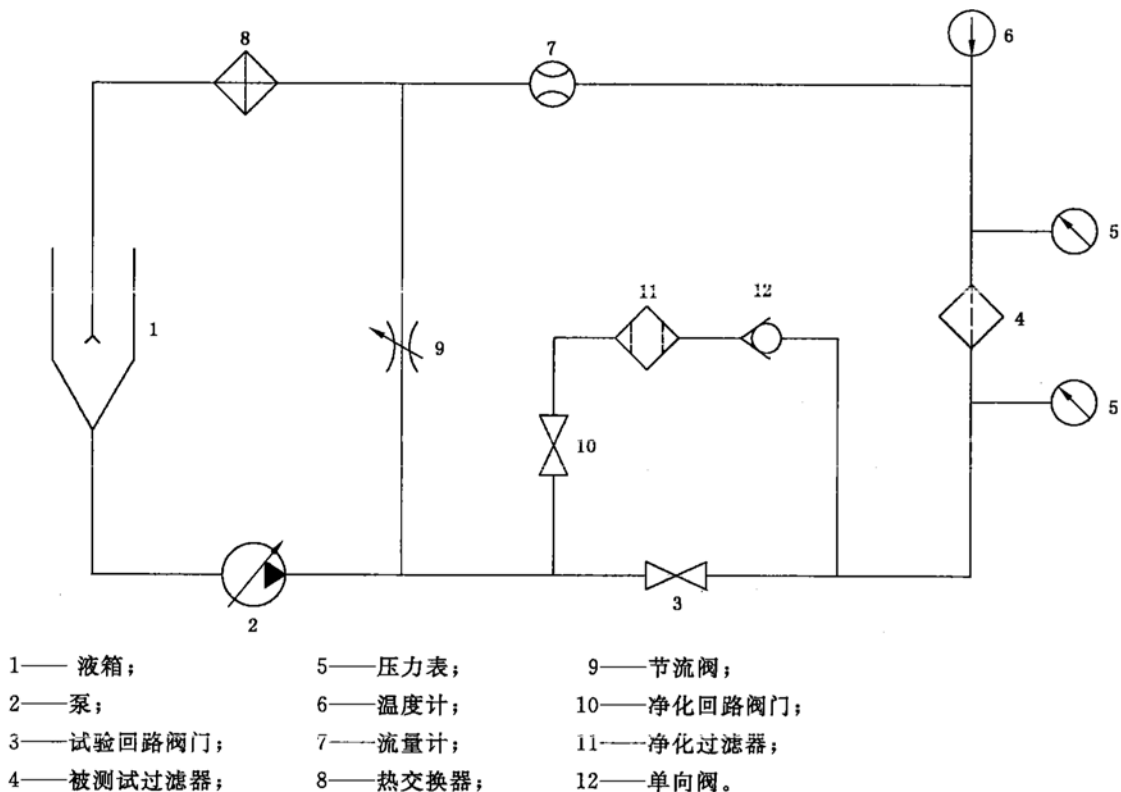 8
7
6
5
1
11
12
4
9
5
10
2
3
1—— 液箱;
5——压力表;
9——节流阀;
2——泵;
6——温度计;
10——净化回路阀门;
3——试验回路阀门;
7——流量计;
11——净化过滤器;
4——被测试过滤器;
8——热交换器;
12——单向阀。